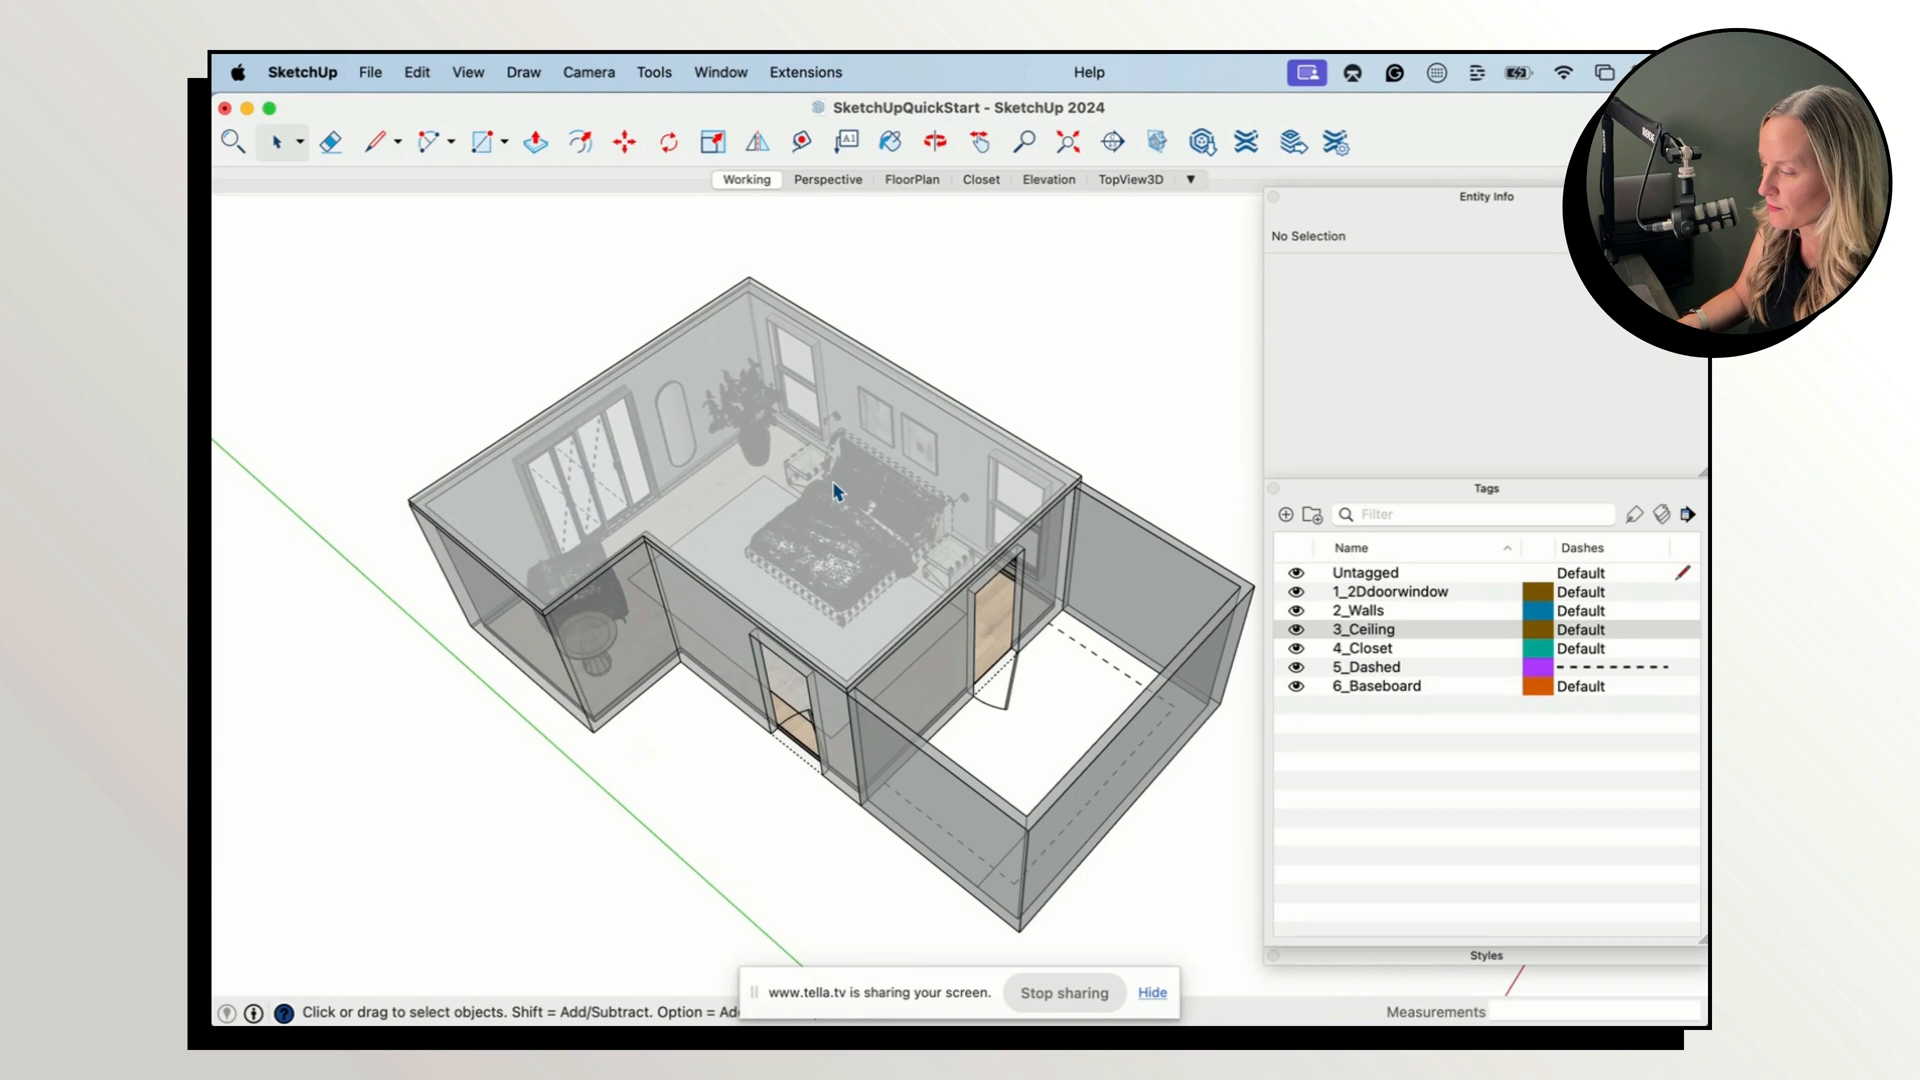 SketchUp File Edit View Draw Camera Tools Window Extensions Help
SketchUpQuickStart - SketchUp 2024
AI
Working Perspective FloorPlan Closet Elevation TopView3D
Entity Info
No Selection
Tags
Filter
Name Dashes
Untagged Default
1_2Ddoorwindow Default
2_Walls Default
3_Ceiling Default
4_Closet Default
5_Dashed
6_Baseboard Default
Styles
www.tella.tv is sharing your screen. Stop sharing Hide
Click or drag to select objects. Shift = Add/Subtract. Option = Ad
Measurements